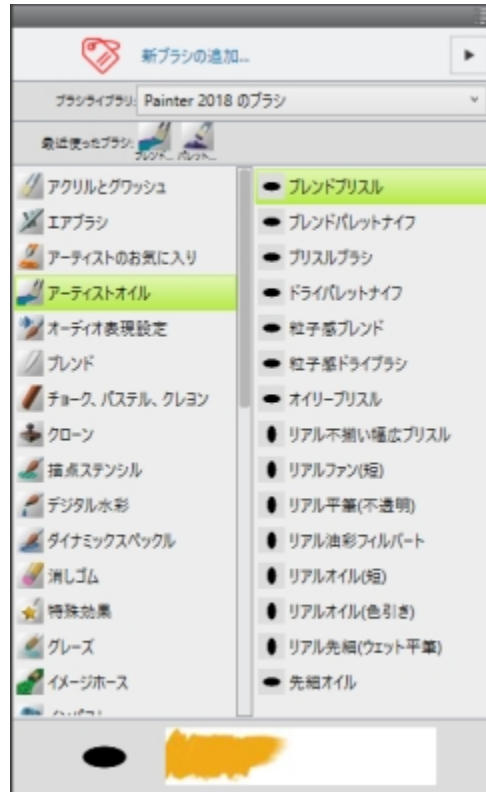 新ブラシの追加...
ブラシライブラリ: Painter 2018 のブラシ
最近使ったブラシ:
ブレンド... パレット...
アクリルとグワッシュ
エアブラシ
アーティストのお気に入り
アーティストオイル
オーディオ表現設定
ブレンド
チョーク、パステル、クレヨン
クローン
描点ステンシル
デジタル水彩
ダイナミックスペックル
消しゴム
特殊効果
グレーズ
イメージホース
ブレンドブリスル
ブレンドパレットナイフ
ブリスルブラシ
ドライパレットナイフ
粒子感ブレンド
粒子感ドライブラシ
オイリーブリスル
リアル不揃い幅広ブリスル
リアルファン(短)
リアル平筆(不透明)
リアル油彩フィルバート
リアルオイル(短)
リアルオイル(色引き)
リアル先細(ウェット平筆)
先細オイル